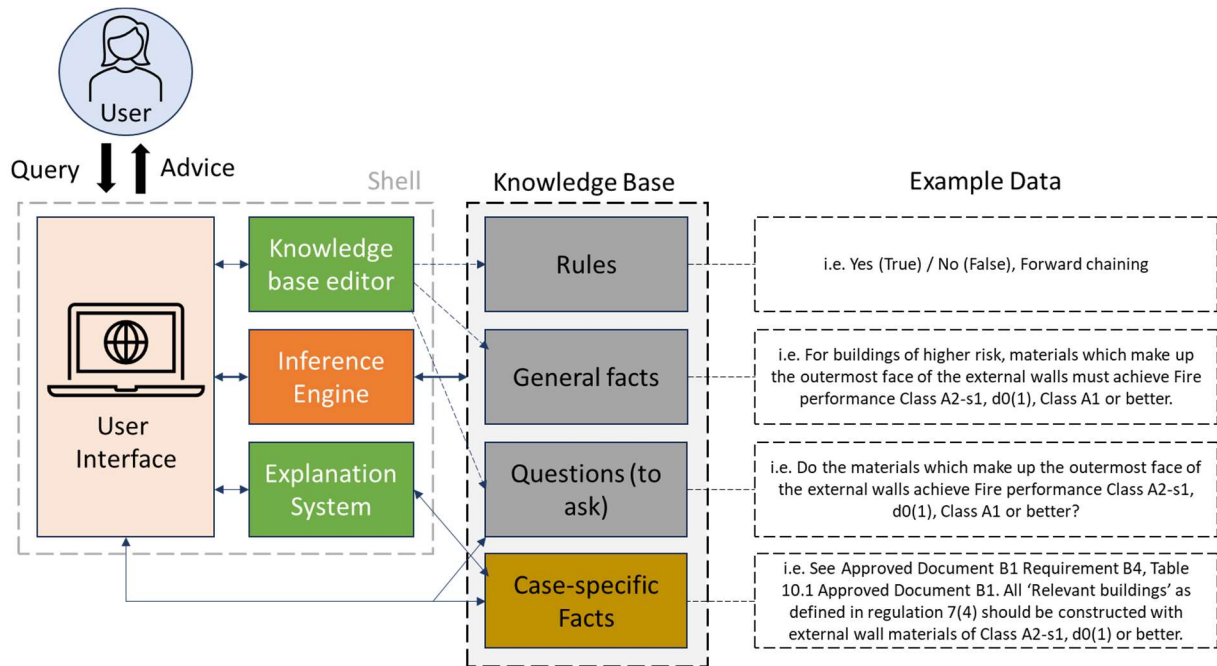 User
Query
Advice
Shell
Knowledge Base
Example Data
Knowledge
base editor
Rules
i.e. Yes (True) / No (False), Forward chaining
Inference
Engine
General facts
i.e. For buildings of higher risk, materials which make up
the outermost face of the external walls must achieve Fire
performance Class A2-s1, d0(1), Class A1 or better.
User
Interface
Explanation
System
Questions (to
ask)
i.e. Do the materials which make up the outermost face of
the external walls achieve Fire performance Class A2-s1,
d0(1), Class A1 or better?
Case-specific
Facts
i.e. See Approved Document B1 Requirement B4, Table
10.1 Approved Document B1. All ‘Relevant buildings’ as
defined in regulation 7(4) should be constructed with
external wall materials of Class A2-s1, d0(1) or better.